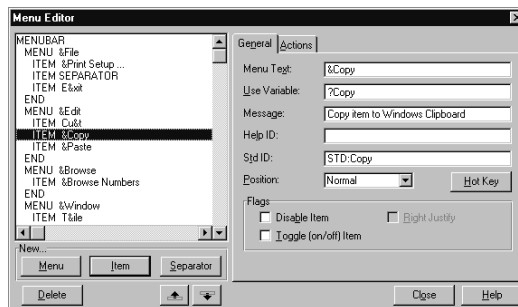 Menu Editor
MENUBAR
MENU &File
ITEM &Print Setup ...
ITEM SEPARATOR
ITEM E&xit
END
MENU &Edit
ITEM Cu&t
ITEM &Copy
ITEM &Paste
END
MENU &Browse
ITEM &Browse Numbers
END
MENU &Window
ITEM T&ile
New...
Menu Item Separator
Delete
General Actions
Menu Text: &Copy
Use Variable: ?Copy
Message: Copy item to Windows Clipboard
Help ID:
Std ID: STD:Copy
Position: Normal Hot Key
Flags
Disable Item Right Justify
Toggle (on/off) Item
Close Help